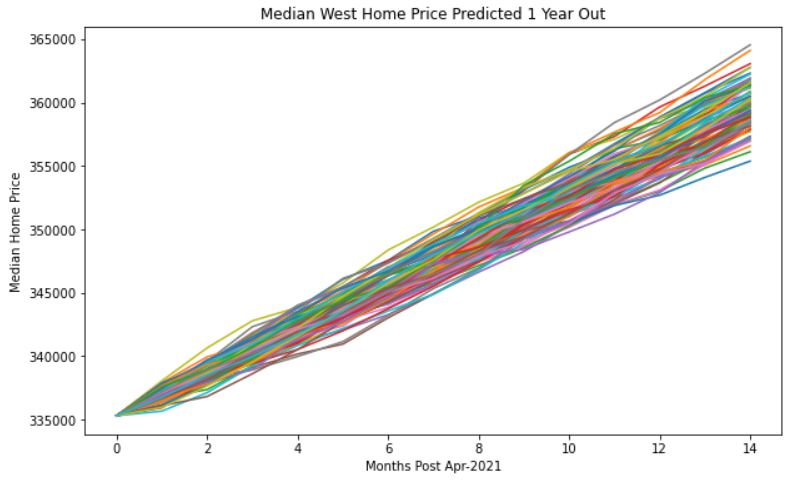 Median West Home Price Predicted 1 Year Out
365000
360000
355000
350000
345000
340000
335000
Median Home Price
0 2 4 6 8 10 12 14
Months Post Apr-2021